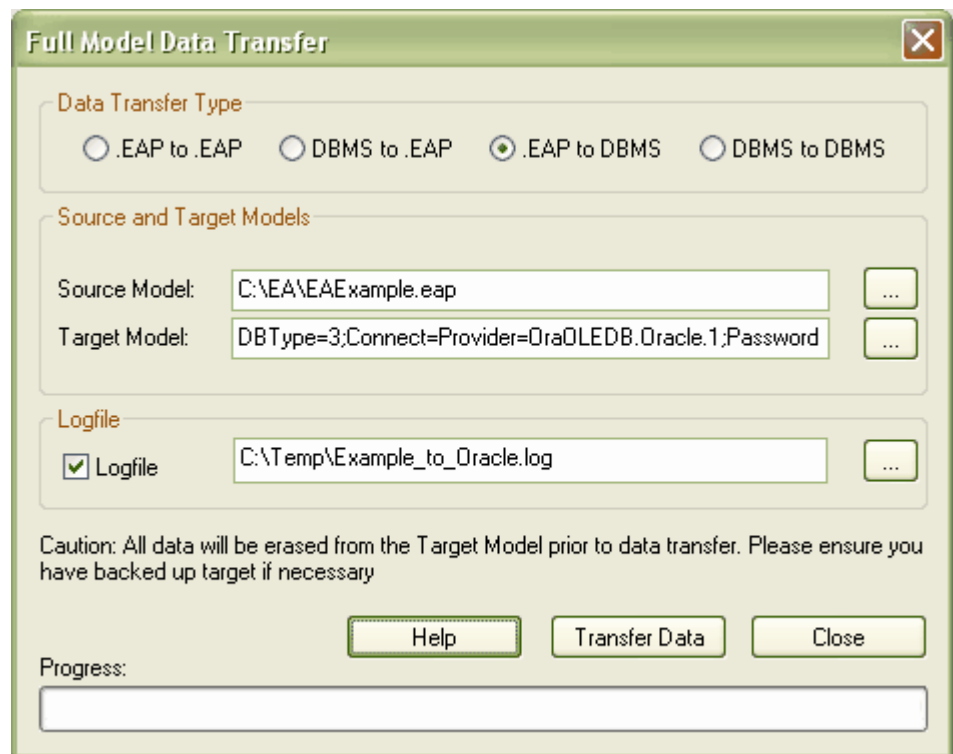 Full Model Data Transfer
Data Transfer Type
.EAP to .EAP DBMS to .EAP .EAP to DBMS DBMS to DBMS
Source and Target Models
Source Model: C:\EA\EAExample.eap ...
Target Model: DBType=3;Connect=Provider=OraOLEDB.Oracle.1;Password ...
Logfile
Logfile C:\Temp\Example_to_Oracle.log ...
Caution: All data will be erased from the Target Model prior to data transfer. Please ensure you
have backed up target if necessary
Help Transfer Data Close
Progress: